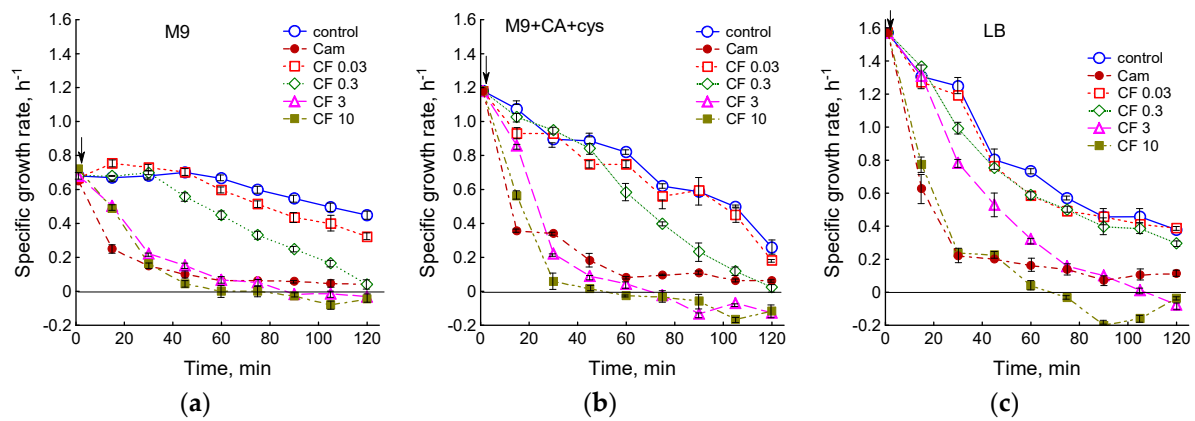 M9
Specific growth rate, h⁻¹
1.6
1.4
1.2
1.0
0.8
0.6
0.4
0.2
0
-0.2
control
Cam
CF 0.03
CF 0.3
CF 3
CF 10
0 20 40 60 80 100 120
Time, min
(a)
M9+CA+cys
Specific growth rate, h⁻¹
1.6
1.4
1.2
1.0
0.8
0.6
0.4
0.2
0
-0.2
control
Cam
CF 0.03
CF 0.3
CF 3
CF 10
0 20 40 60 80 100 120
Time, min
(b)
LB
Specific growth rate, h⁻¹
1.6
1.4
1.2
1.0
0.8
0.6
0.4
0.2
0
-0.2
control
Cam
CF 0.03
CF 0.3
CF 3
CF 10
0 20 40 60 80 100 120
Time, min
(c)